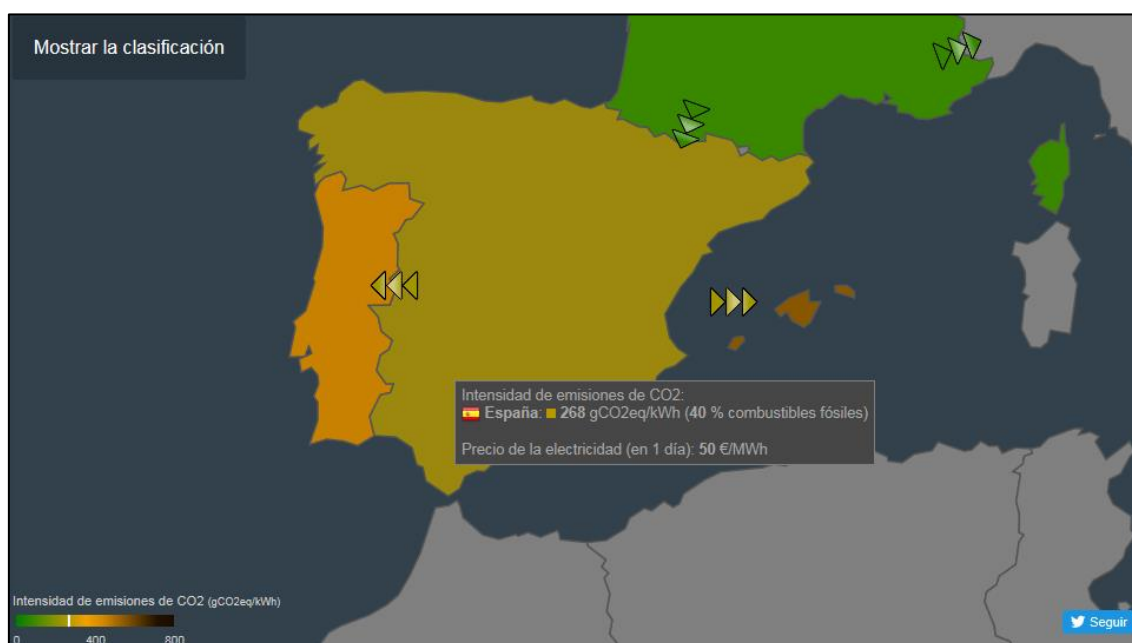 Mostrar la clasificación
Intensidad de emisiones de CO2:
España: 268 gCO2eq/kWh (40 % combustibles fósiles)
Precio de la electricidad (en 1 día): 50 €/MWh
Intensidad de emisiones de CO2 (gCO2eq/kWh)
0 400 800
Seguir